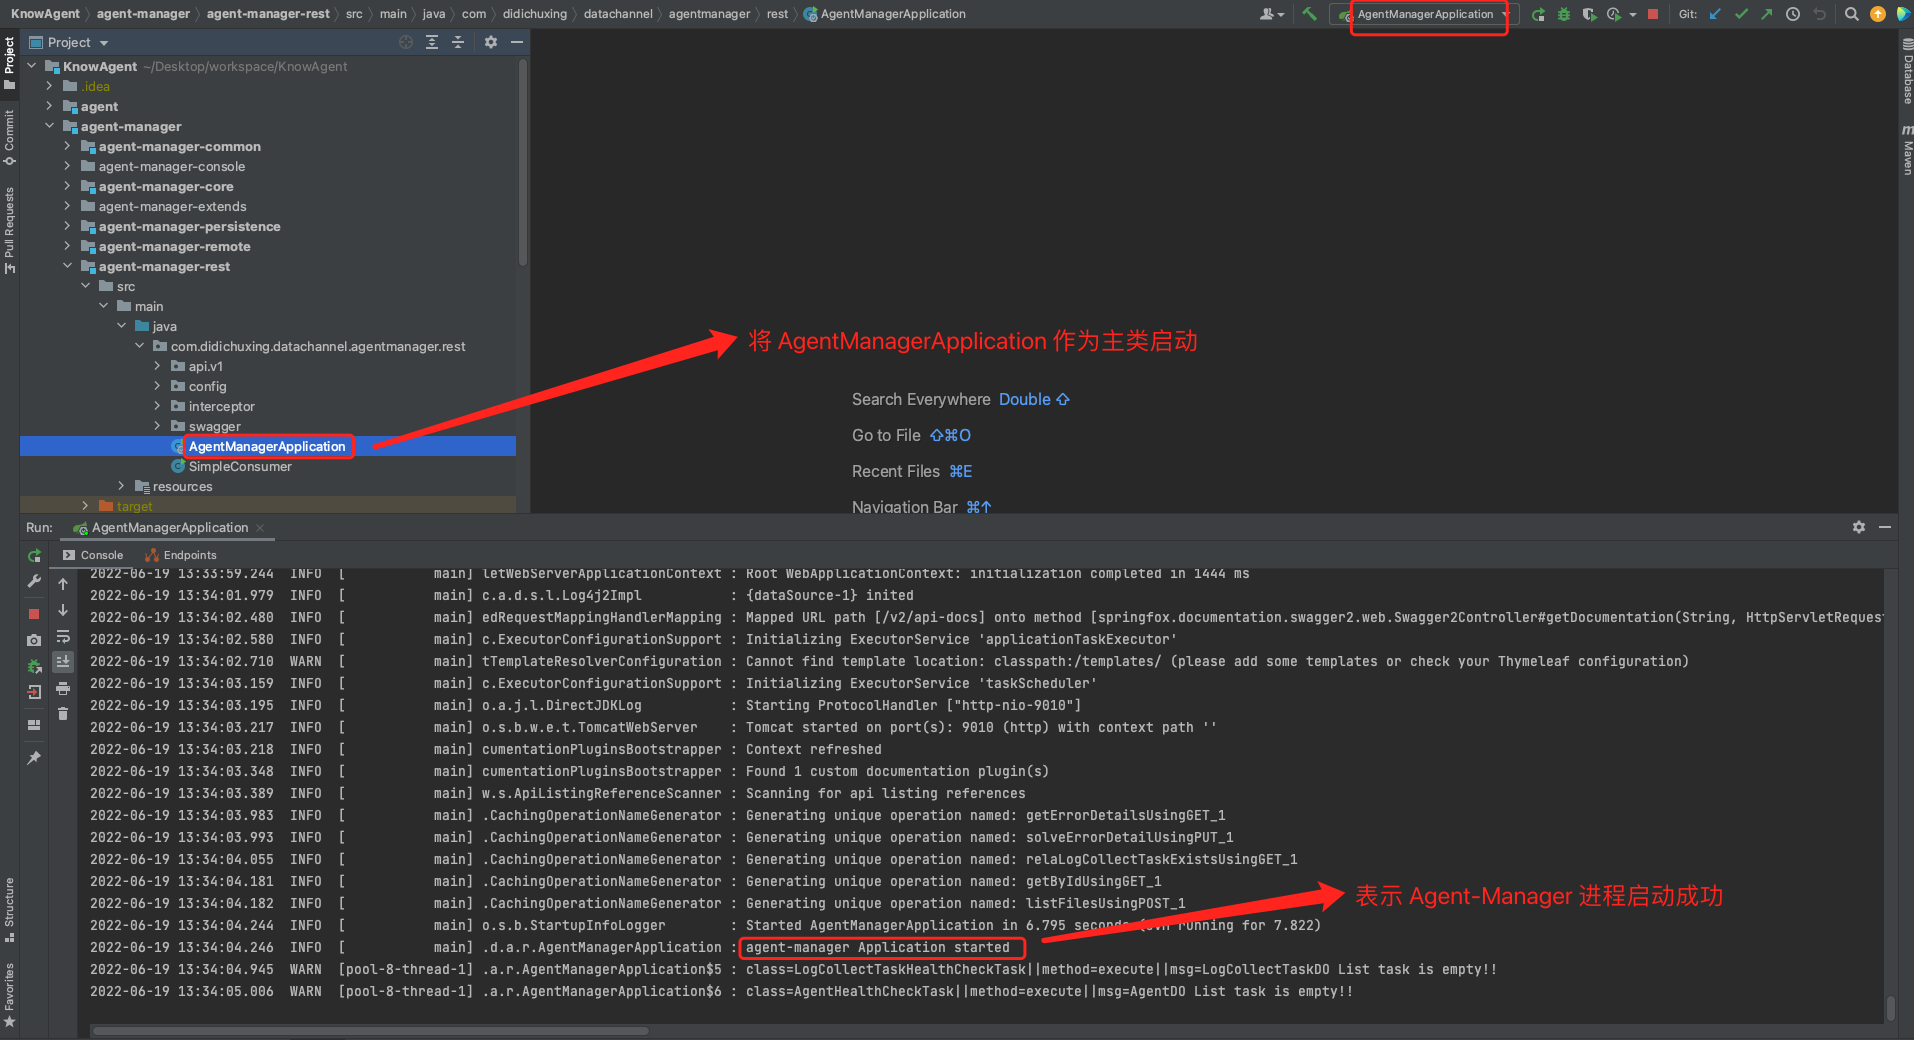 KnowAgent agent-manager agent-manager-rest src main java com didichuxing datachannel agentmanager rest AgentManagerApplication
AgentManagerApplication
Git:
Project
Project
Commit
Pull Requests
Structure
Favorites
Database
Maven
KnowAgent ~/Desktop/workspace/KnowAgent
.idea
agent
agent-manager
agent-manager-common
agent-manager-console
agent-manager-core
agent-manager-extends
agent-manager-persistence
agent-manager-remote
agent-manager-rest
src
main
java
com.didichuxing.datachannel.agentmanager.rest
api.v1
config
interceptor
swagger
AgentManagerApplication
SimpleConsumer
resources
target
将 AgentManagerApplication 作为主类启动
Search Everywhere Double ⇧
Go to File ⇧⌘O
Recent Files ⌘E
Navigation Bar ⌘↑
Run: AgentManagerApplication
Console Endpoints
2022-06-19 13:33:59.244 INFO [ main] letWebServerApplicationContext : Root WebApplicationContext: initialization completed in 1444 ms
2022-06-19 13:34:01.979 INFO [ main] c.a.d.s.l.Log4j2Impl : {dataSource-1} inited
2022-06-19 13:34:02.480 INFO [ main] edRequestMappingHandlerMapping : Mapped URL path [/v2/api-docs] onto method [springfox.documentation.swagger2.web.Swagger2Controller#getDocumentation(String, HttpServletReques
2022-06-19 13:34:02.580 INFO [ main] c.ExecutorConfigurationSupport : Initializing ExecutorService 'applicationTaskExecutor'
2022-06-19 13:34:02.710 WARN [ main] tTemplateResolverConfiguration : Cannot find template location: classpath:/templates/ (please add some templates or check your Thymeleaf configuration)
2022-06-19 13:34:03.159 INFO [ main] c.ExecutorConfigurationSupport : Initializing ExecutorService 'taskScheduler'
2022-06-19 13:34:03.195 INFO [ main] o.a.j.l.DirectJDKLog : Starting ProtocolHandler ["http-nio-9010"]
2022-06-19 13:34:03.217 INFO [ main] o.s.b.w.e.t.TomcatWebServer : Tomcat started on port(s): 9010 (http) with context path ''
2022-06-19 13:34:03.218 INFO [ main] cumentationPluginsBootstrapper : Context refreshed
2022-06-19 13:34:03.348 INFO [ main] cumentationPluginsBootstrapper : Found 1 custom documentation plugin(s)
2022-06-19 13:34:03.389 INFO [ main] w.s.ApiListingReferenceScanner : Scanning for api listing references
2022-06-19 13:34:03.983 INFO [ main] .CachingOperationNameGenerator : Generating unique operation named: getErrorDetailsUsingGET_1
2022-06-19 13:34:03.993 INFO [ main] .CachingOperationNameGenerator : Generating unique operation named: solveErrorDetailUsingPUT_1
2022-06-19 13:34:04.055 INFO [ main] .CachingOperationNameGenerator : Generating unique operation named: relaLogCollectTaskExistsUsingGET_1
2022-06-19 13:34:04.181 INFO [ main] .CachingOperationNameGenerator : Generating unique operation named: getByIdUsingGET_1
2022-06-19 13:34:04.182 INFO [ main] .CachingOperationNameGenerator : Generating unique operation named: listFilesUsingPOST_1
表示 Agent-Manager 进程启动成功
2022-06-19 13:34:04.244 INFO [ main] o.s.b.StartupInfoLogger : Started AgentManagerApplication in 6.795 seconds running for 7.822)
2022-06-19 13:34:04.246 INFO [ main] .d.a.r.AgentManagerApplication : agent-manager Application started
2022-06-19 13:34:04.945 WARN [pool-8-thread-1] .a.r.AgentManagerApplication$5 : class=LogCollectTaskHealthCheckTask||method=execute||msg=LogCollectTaskDO List task is empty!!
2022-06-19 13:34:05.006 WARN [pool-8-thread-1] .a.r.AgentManagerApplication$6 : class=AgentHealthCheckTask||method=execute||msg=AgentDO List task is empty!!